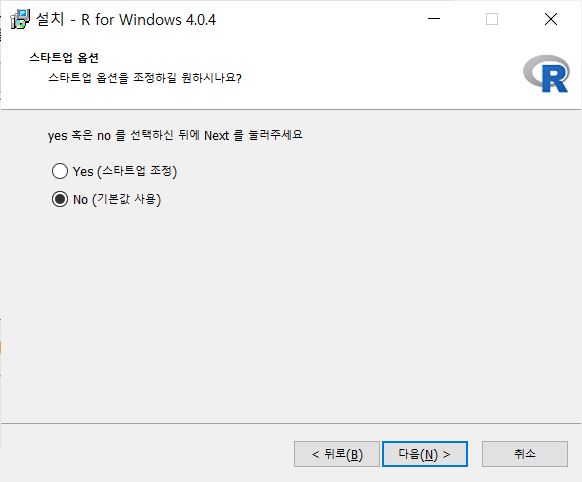 설치 - R for Windows 4.0.4
스타트업 옵션
스타트업 옵션을 조정하길 원하시나요?
R
yes 혹은 no 를 선택하신 뒤에 Next 를 눌러주세요
Yes (스타트업 조정)
No (기본값 사용)
< 뒤로(B) 다음(N) > 취소